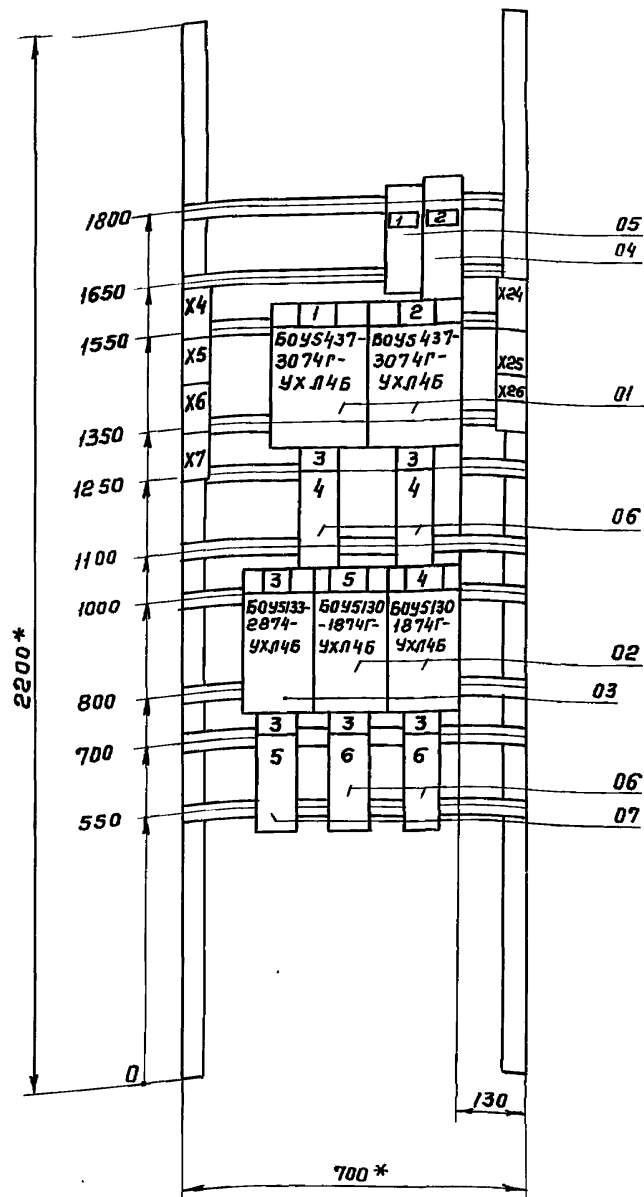 1800
1650
1550
1350
1250
1100
1000
800
700
550
0
2200*
X4
X5
X6
X7
1
2
05
04
X24
X25
X26
1
2
БОУ5437-
3074Г-
УХЛ4Б
БОУ5437-
3074Г-
УХЛ4Б
01
3
4
3
4
06
3
5
4
БОУ5133-
2874-
УХЛ4Б
БОУ5130
-1874Г-
УХЛ4Б
БОУ5130
1874Г-
УХЛ4Б
02
03
3
5
3
6
3
6
06
07
130
700*